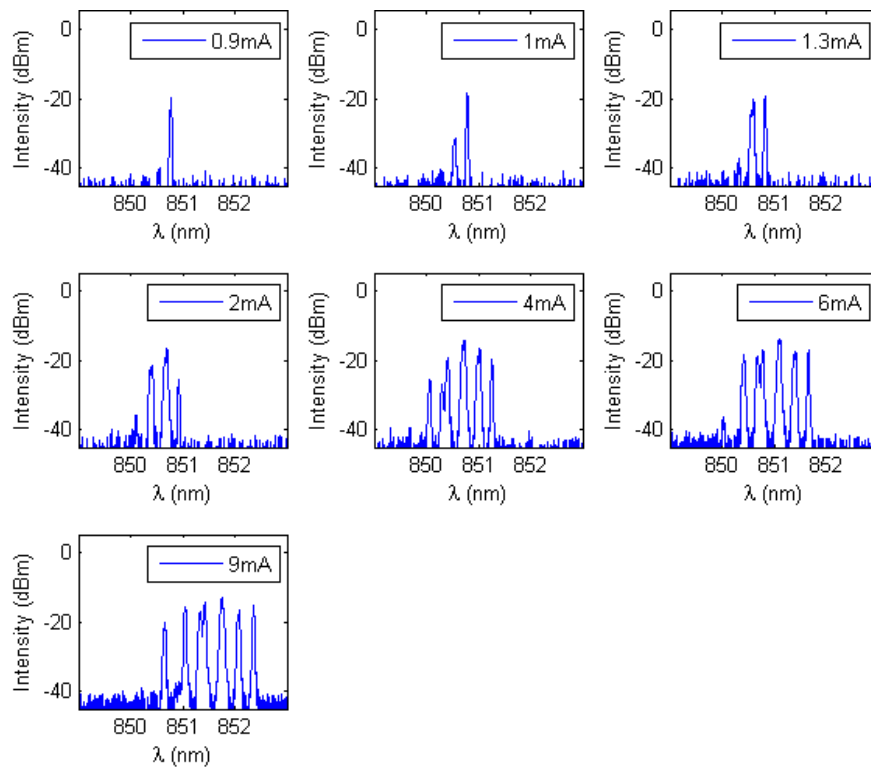 0
-20
-40
Intensity (dBm)
0.9mA
850 851 852
λ (nm)
0
-20
-40
Intensity (dBm)
1mA
850 851 852
λ (nm)
0
-20
-40
Intensity (dBm)
1.3mA
850 851 852
λ (nm)
0
-20
-40
Intensity (dBm)
2mA
850 851 852
λ (nm)
0
-20
-40
Intensity (dBm)
4mA
850 851 852
λ (nm)
0
-20
-40
Intensity (dBm)
6mA
850 851 852
λ (nm)
0
-20
-40
Intensity (dBm)
9mA
850 851 852
λ (nm)